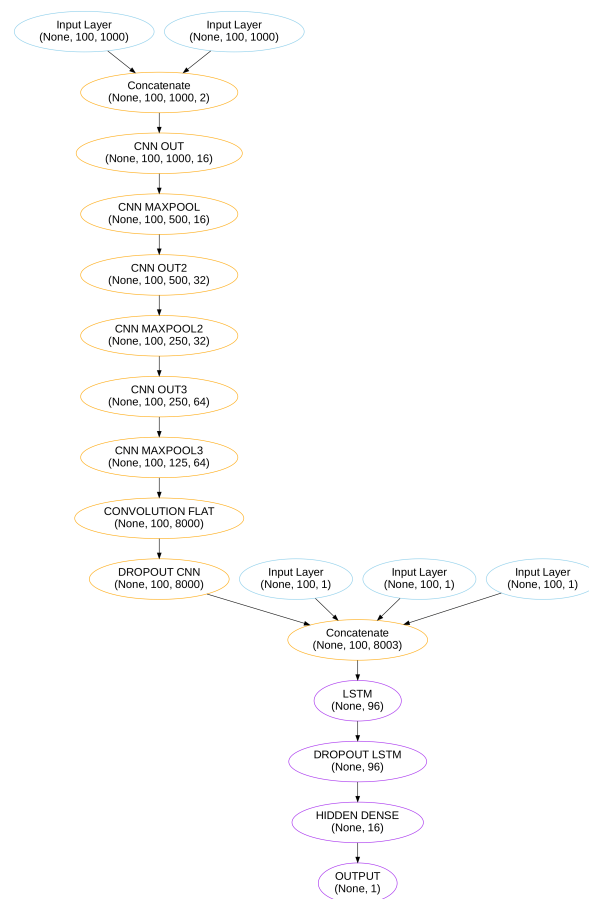 Input Layer
(None, 100, 1000)
Input Layer
(None, 100, 1000)
Concatenate
(None, 100, 1000, 2)
CNN OUT
(None, 100, 1000, 16)
CNN MAXPOOL
(None, 100, 500, 16)
CNN OUT2
(None, 100, 500, 32)
CNN MAXPOOL2
(None, 100, 250, 32)
CNN OUT3
(None, 100, 250, 64)
CNN MAXPOOL3
(None, 100, 125, 64)
CONVOLUTION FLAT
(None, 100, 8000)
DROPOUT CNN
(None, 100, 8000)
Input Layer
(None, 100, 1)
Input Layer
(None, 100, 1)
Input Layer
(None, 100, 1)
Concatenate
(None, 100, 8003)
LSTM
(None, 96)
DROPOUT LSTM
(None, 96)
HIDDEN DENSE
(None, 16)
OUTPUT
(None, 1)